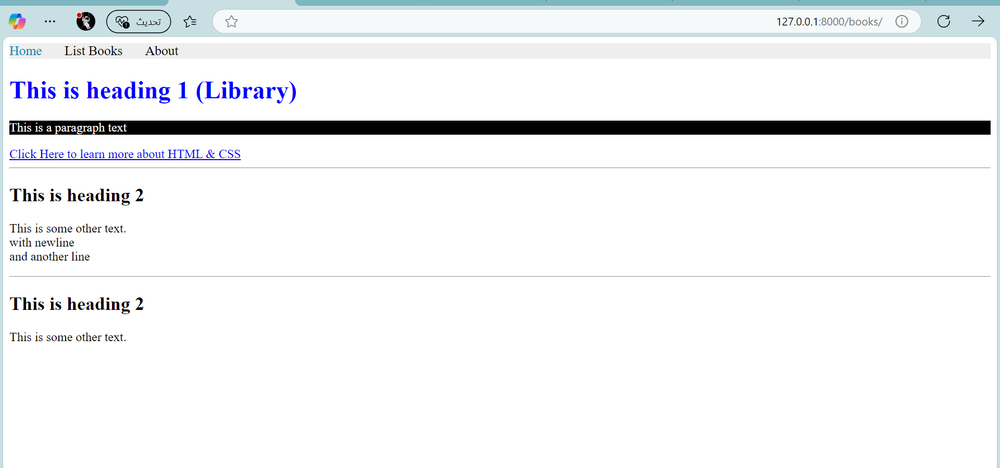 تحديث
127.0.0.1:8000/books/
Home List Books About
This is heading 1 (Library)
This is a paragraph text
Click Here to learn more about HTML & CSS
This is heading 2
This is some other text.
with newline
and another line
This is heading 2
This is some other text.